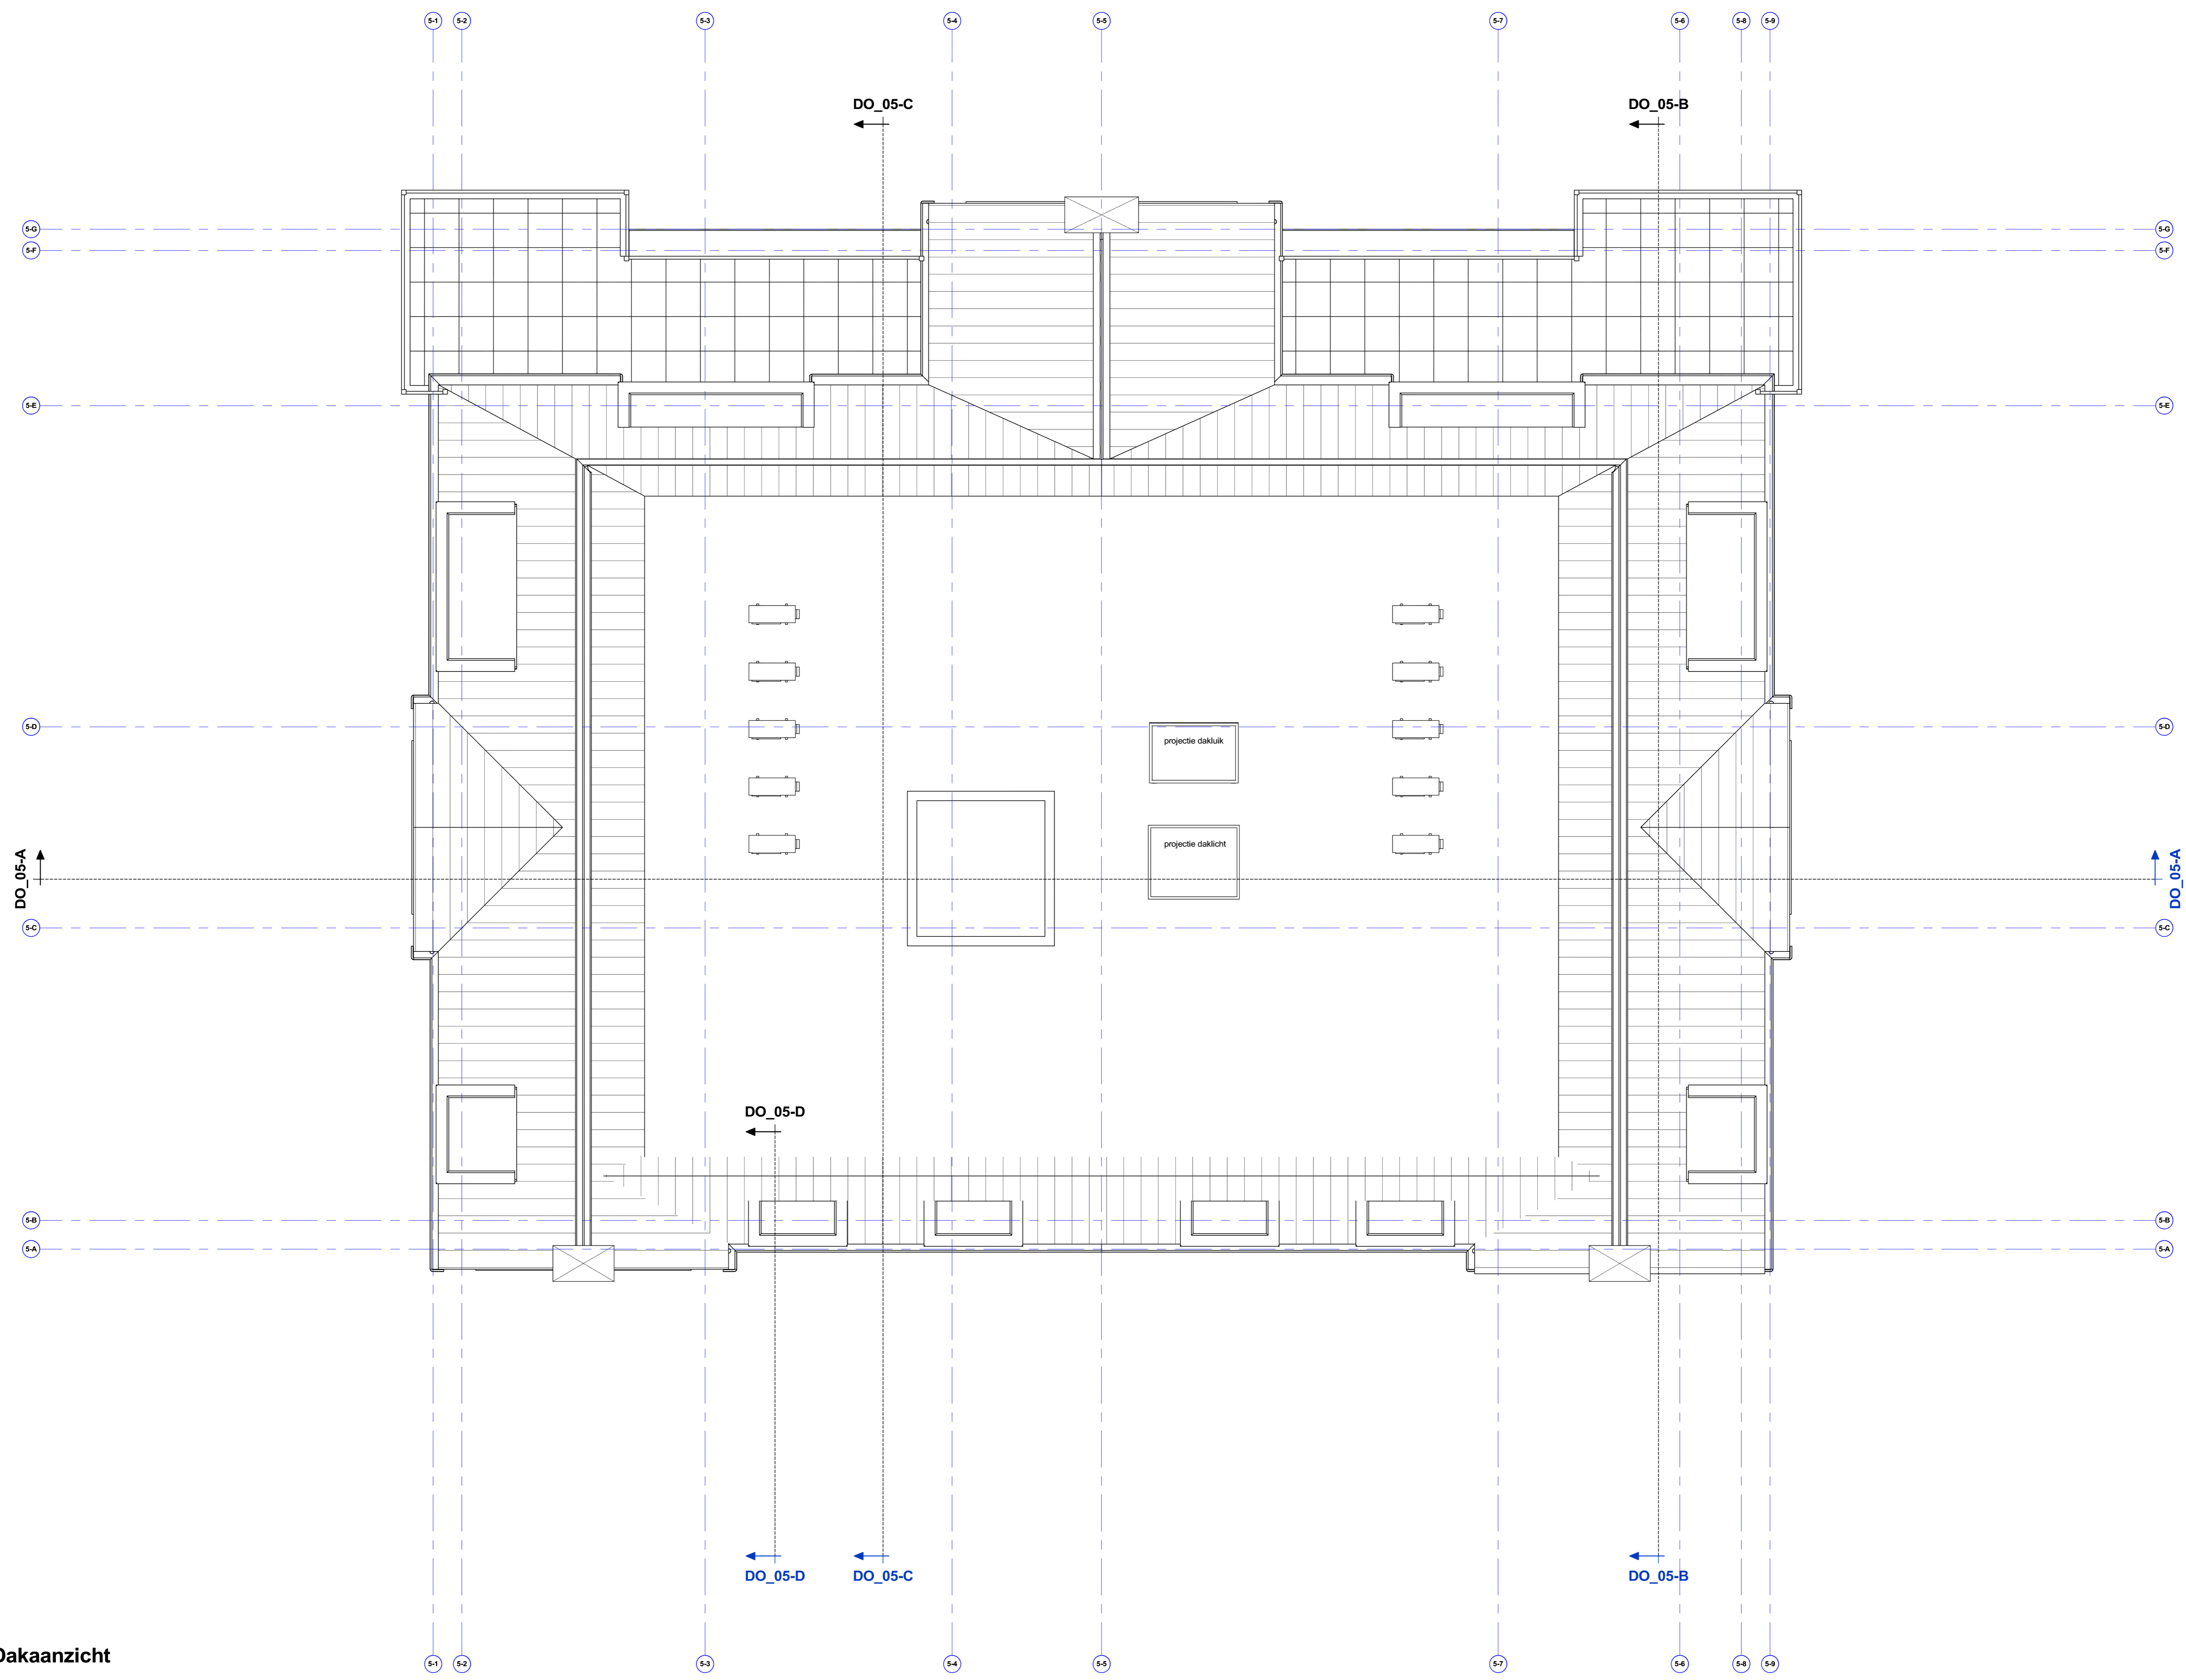 5-1 5-2 5-3 5-4 5-5 5-7 5-6 5-8 5-9
DO_05-C DO_05-B
5-G 5-G
5-F 5-F
5-E 5-E
5-D 5-D
projectie dakluik
projectie daklicht
DO_05-A DO_05-A
5-C 5-C
DO_05-D
5-B 5-B
5-A 5-A
DO_05-D DO_05-C DO_05-B
Dakaanzicht
5-1 5-2 5-3 5-4 5-5 5-7 5-6 5-8 5-9